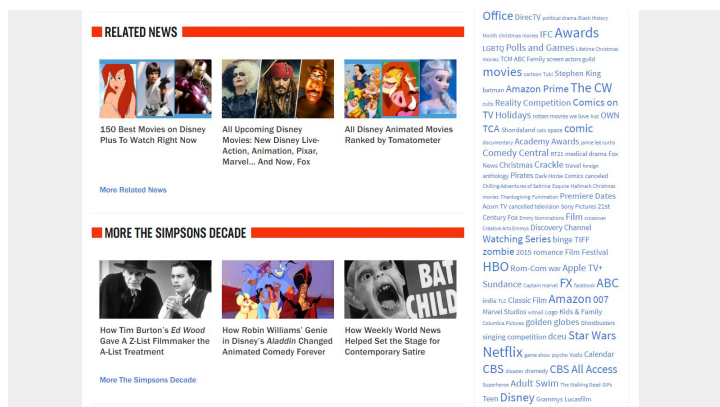 RELATED NEWS
150 Best Movies on Disney
Plus To Watch Right Now
All Upcoming Disney
Movies: New Disney Live-
Action, Animation, Pixar,
Marvel... And Now, Fox
All Disney Animated Movies
Ranked by Tomatometer
More Related News
MORE THE SIMPSONS DECADE
BAT
CHILD
How Tim Burton's Ed Wood
Gave A Z-List Filmmaker the
A-List Treatment
How Robin Williams' Genie
in Disney's Aladdin Changed
Animated Comedy Forever
How Weekly World News
Helped Set the Stage for
Contemporary Satire
More The Simpsons Decade
Office DirecTV political drama Black History
Month christmas movies IFC Awards
LGBTQ Polls and Games Lifetime Christmas
movies TCM ABC Family screen actors guild
movies cartoon Tubi Stephen King
batman Amazon Prime The CW
cults Reality Competition Comics on
TV Holidays rotten movies we love OWN
TCA Shondaland cats space comic
documentary Academy Awards jamie lee curtis
Comedy Central RT21 medical drama Fox
News Christmas Crackle travel foreign
anthology Pirates Dark Horse Comics canceled
Chilling Adventures of Sabrina Esquire Hallmark Christmas
movies Thanksgiving Funimation Premiere Dates
Acorn TV cancelled television Sony Pictures 21st
Century Fox Emmy Nominations Film crossover
Creative Arts Emmys Discovery Channel
Watching Series binge TIFF
zombie 2015 romance Film Festival
HBO Rom-Com war Apple TV+
Sundance Captain marvel FX facebook ABC
indie TLC Classic Film Amazon 007
Marvel Studios witnail Logo Kids & Family
Columbia Pictures golden globes Ghostbusters
singing competition dceu Star Wars
Netflix game show psycho Vudu Calendar
CBS disaster dramedy CBS All Access
Superheroe Adult Swim The Walking Dead GIFs
Teen Disney Grammys Lucasfilm